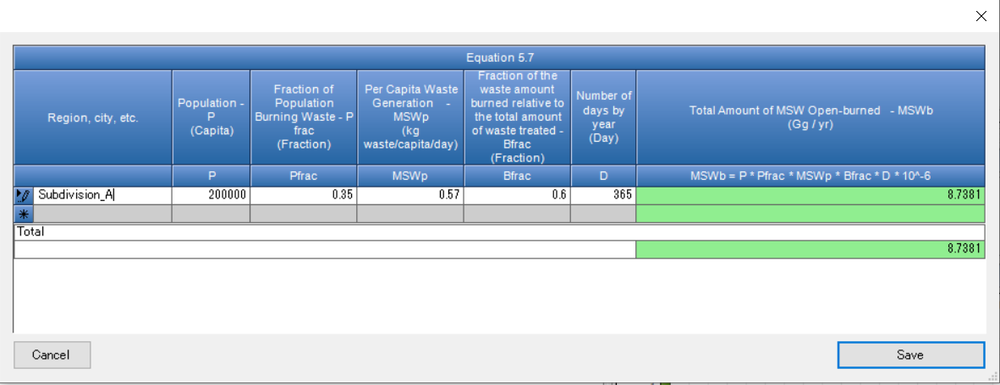 Equation 5.7
Region, city, etc.
Population -
P
(Capita)
Fraction of
Population
Burning Waste - P
frac
(Fraction)
Per Capita Waste
Generation -
MSWp
(kg
waste/capita/day)
Fraction of the
waste amount
burned relative to
the total amount
of waste treated -
Bfrac
(Fraction)
Number of
days by
year
(Day)
Total Amount of MSW Open-burned - MSWb
(Gg / yr)
P
Pfrac
MSWp
Bfrac
D
MSWb = P * Pfrac * MSWp * Bfrac * D * 10^-6
Subdivision_A
200000
0.35
0.57
0.6
365
8.7381
Total
8.7381
Cancel
Save